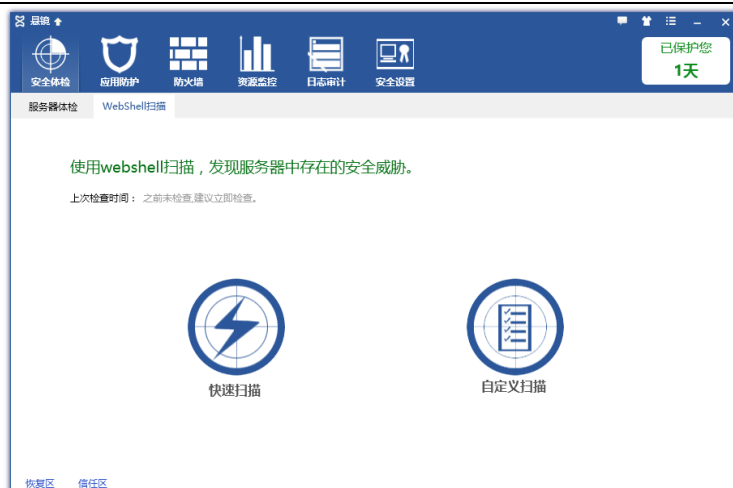 悬镜
已保护您
1天
安全体检 应用防护 防火墙 资源监控 日志审计 安全设置
服务器体检 WebShell扫描
使用webshell扫描，发现服务器中存在的安全威胁。
上次检查时间： 之前未检查,建议立即检查。
快速扫描 自定义扫描
恢复区 信任区